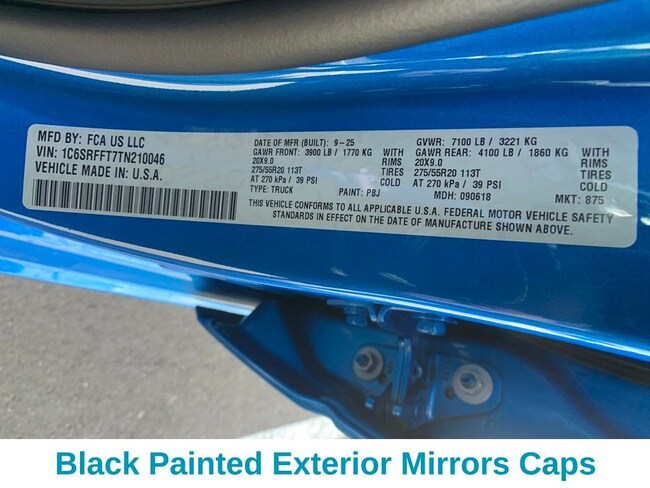 MFD BY: FCA US LLC
VIN: 1C6SRFFT7TN210046
VEHICLE MADE IN: U.S.A.
DATE OF MFR (BUILT): 9-25 GVWR: 7100 LB / 3221 KG
GAWR FRONT: 3900 LB / 1770 KG WITH GAWR REAR: 4100 LB / 1860 KG WITH
20X9.0 RIMS 20X9.0 RIMS
275/55R20 113T TIRES 275/55R20 113T TIRES
AT 270 kPa / 39 PSI COLD AT 270 kPa / 39 PSI COLD
TYPE: TRUCK PAINT: PBJ MDH: 090618 MKT: 875
THIS VEHICLE CONFORMS TO ALL APPLICABLE U.S.A. FEDERAL MOTOR VEHICLE SAFETY
STANDARDS IN EFFECT ON THE DATE OF MANUFACTURE SHOWN ABOVE.
Black Painted Exterior Mirrors Caps